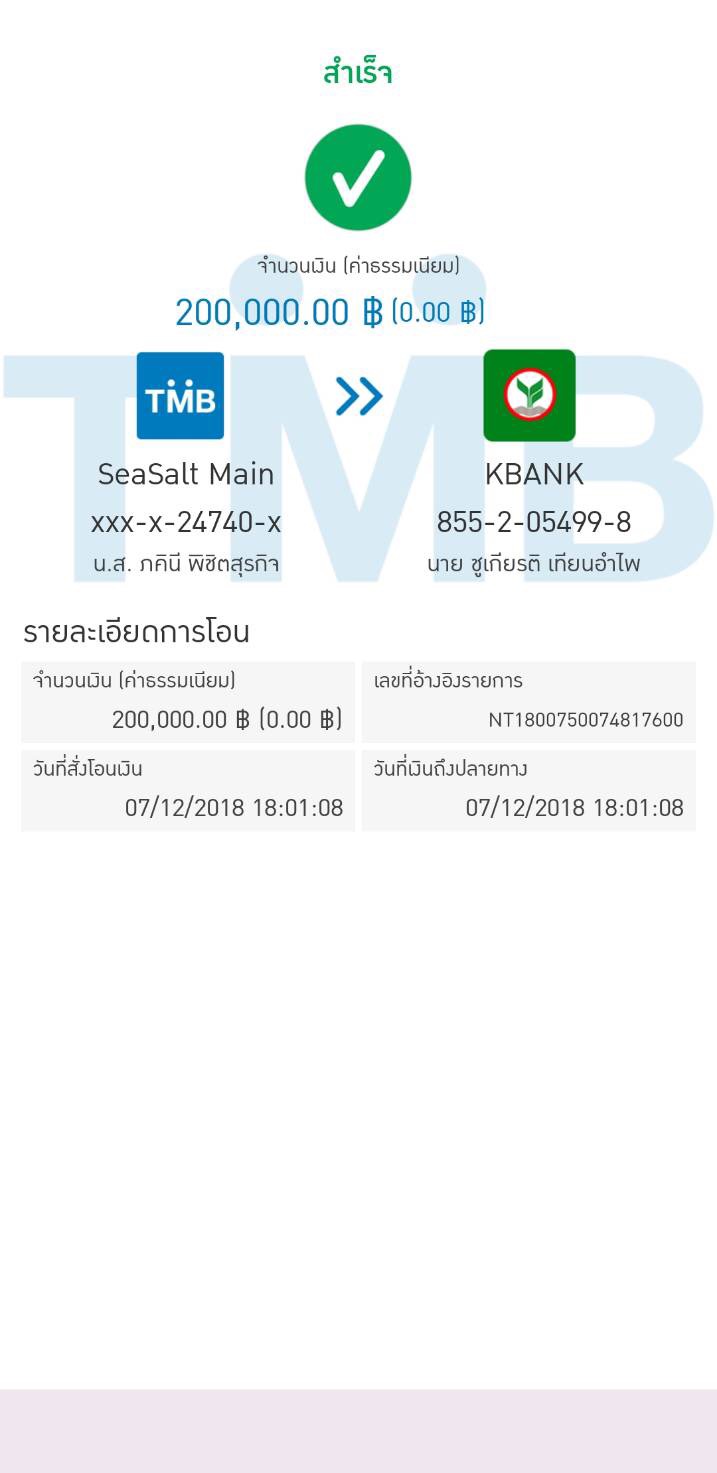 สำเร็จ
จำนวนเงิน (ค่าธรรมเนียม)
200,000.00 ฿ (0.00 ฿)
TMB
TMB
SeaSalt Main
KBANK
xxx-x-24740-x
855-2-05499-8
น.ส. ภคินี พิชิตสุรกิจ
นาย ชูเกียรติ เทียนอำไพ
รายละเอียดการโอน
จำนวนเงิน (ค่าธรรมเนียม)
เลขที่อ้างอิงรายการ
200,000.00 ฿ (0.00 ฿)
NT1800750074817600
วันที่สั่งโอนเงิน
วันที่เงินถึงปลายทาง
07/12/2018 18:01:08
07/12/2018 18:01:08